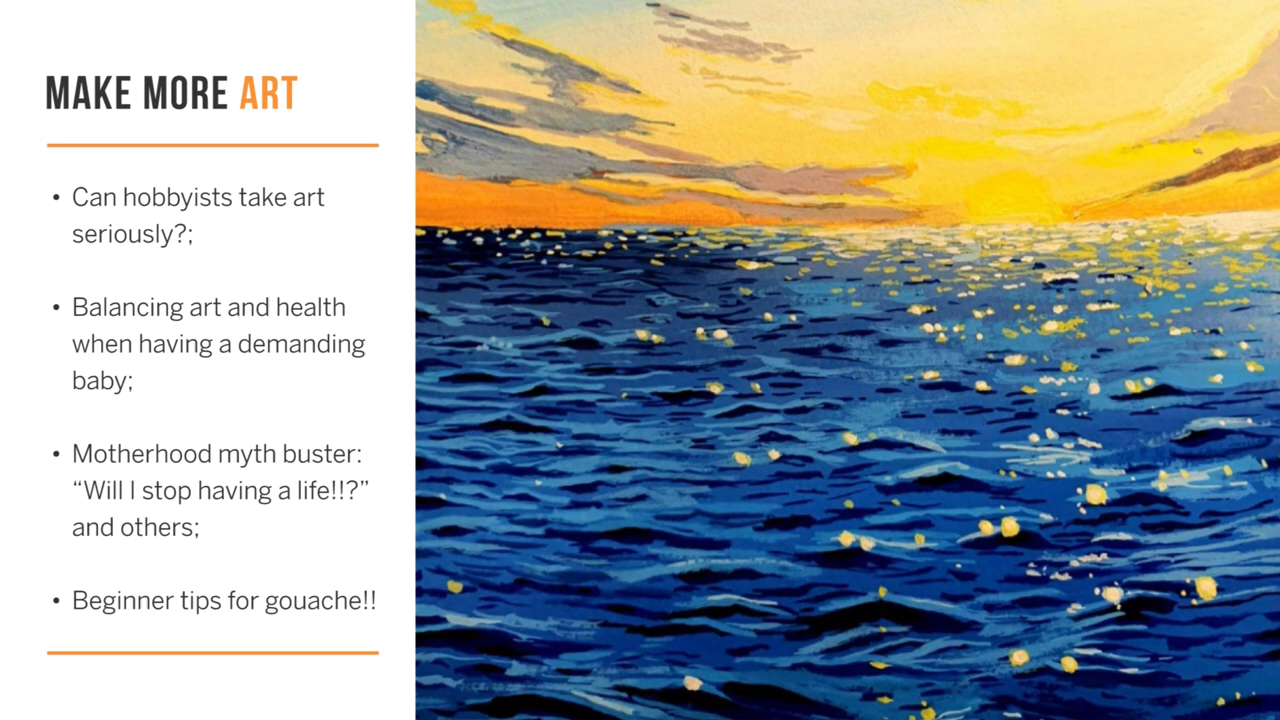 MAKE MORE ART
• Can hobbyists take art
seriously?;
• Balancing art and health
when having a demanding
baby;
• Motherhood myth buster:
“Will I stop having a life!!?”
and others;
• Beginner tips for gouache!!